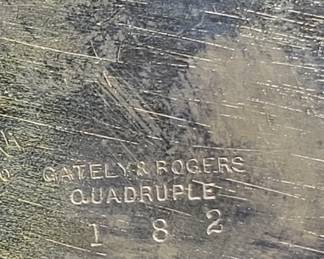 GATELY & ROGERS
QUADRUPLE
1 8 2